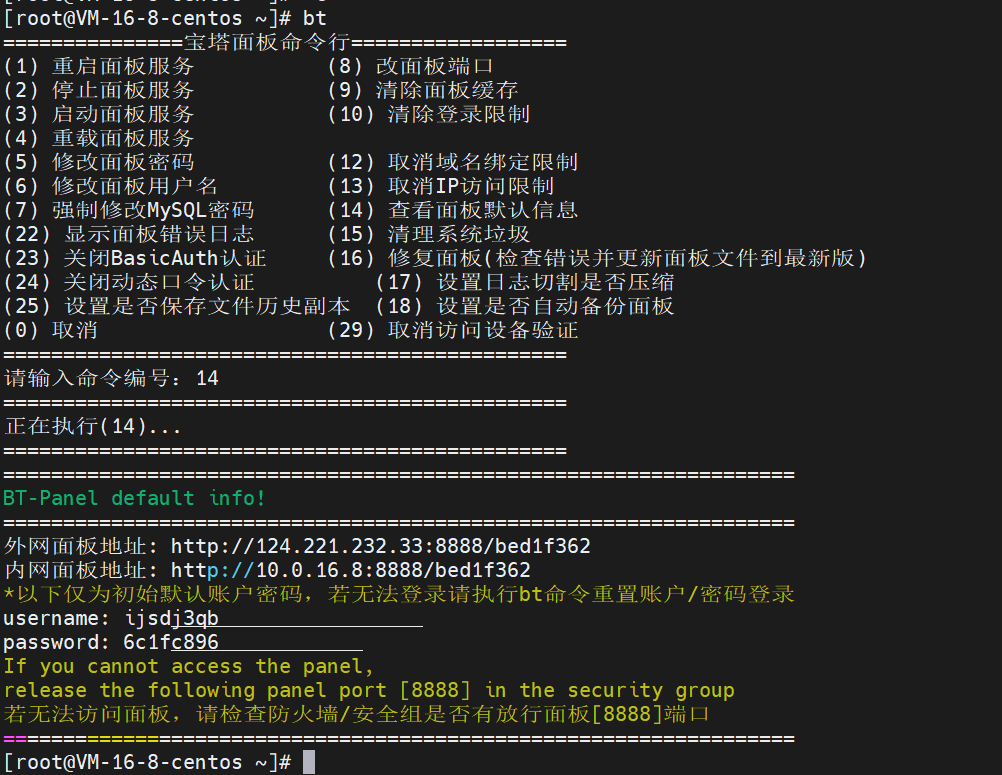 [root@VM-16-8-centos ~]# bt
===============宝塔面板命令行==================
(1) 重启面板服务           (8) 改面板端口
(2) 停止面板服务           (9) 清除面板缓存
(3) 启动面板服务           (10) 清除登录限制
(4) 重载面板服务
(5) 修改面板密码           (12) 取消域名绑定限制
(6) 修改面板用户名         (13) 取消IP访问限制
(7) 强制修改MySQL密码      (14) 查看面板默认信息
(22) 显示面板错误日志      (15) 清理系统垃圾
(23) 关闭BasicAuth认证     (16) 修复面板(检查错误并更新面板文件到最新版)
(24) 关闭动态口令认证          (17) 设置日志切割是否压缩
(25) 设置是否保存文件历史副本  (18) 设置是否自动备份面板
(0) 取消                   (29) 取消访问设备验证
===============================================
请输入命令编号：14
===============================================
正在执行(14)...
===============================================
==================================================================
BT-Panel default info!
==================================================================
外网面板地址: http://124.221.232.33:8888/bed1f362
内网面板地址: http://10.0.16.8:8888/bed1f362
*以下仅为初始默认账户密码，若无法登录请执行bt命令重置账户/密码登录
username: ijsdj3qb
password: 6c1fc896
If you cannot access the panel,
release the following panel port [8888] in the security group
若无法访问面板，请检查防火墙/安全组是否有放行面板[8888]端口
==================================================================
[root@VM-16-8-centos ~]#